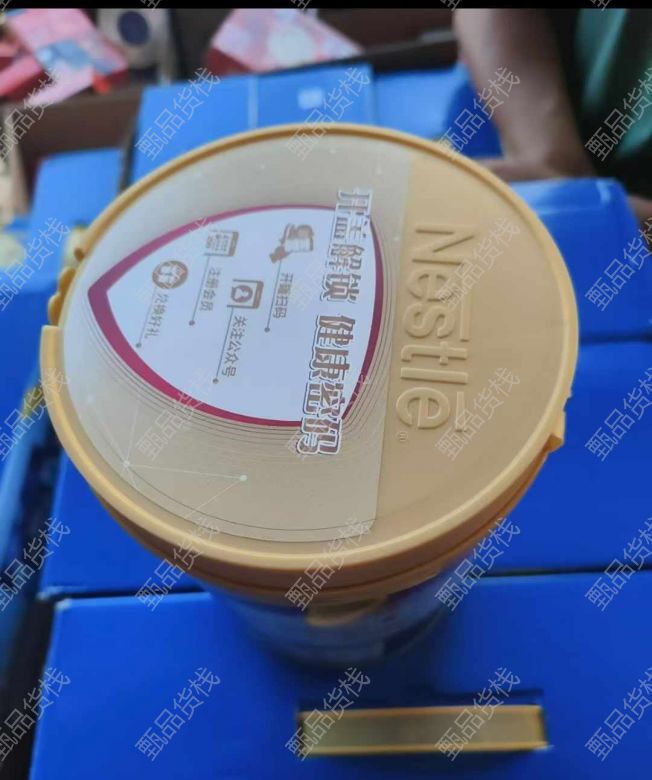 Nestlē
®
开盖解锁 健康密码
开罐扫码
关注公众号
注册会员
兑换好礼
甄品货栈